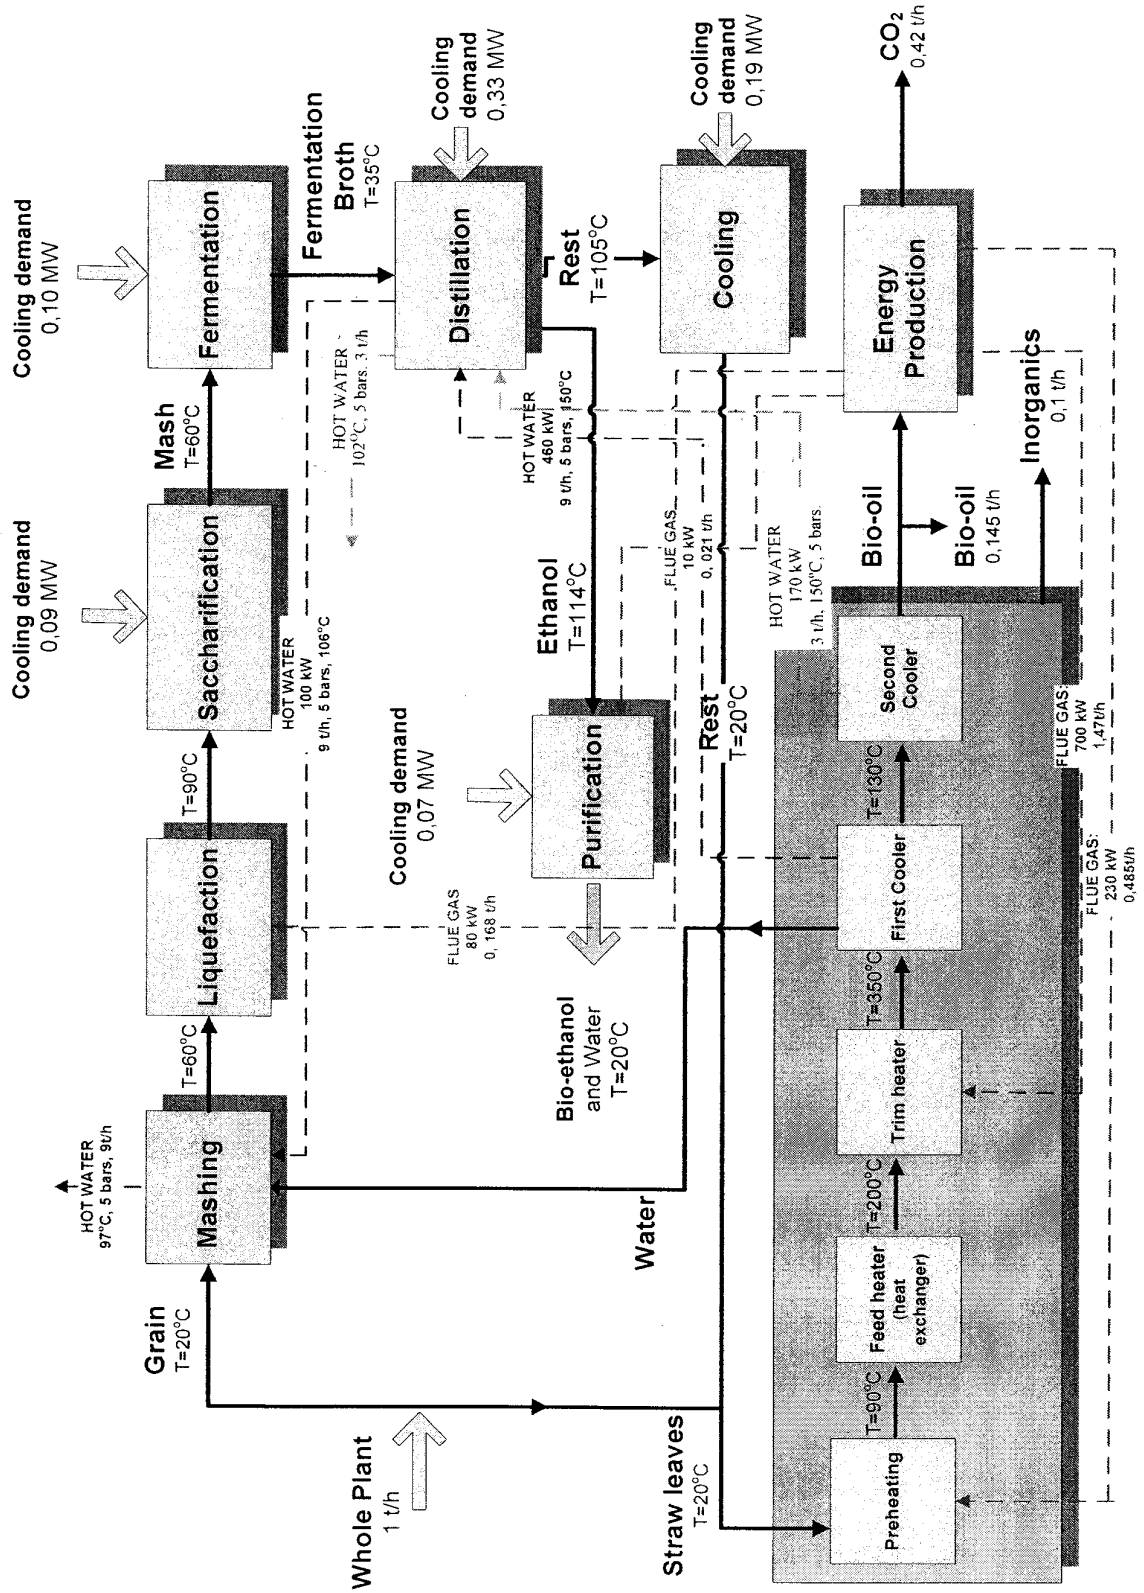 Whole Plant
1 t/h
Grain
T=20°C
Straw leaves
T=20°C
HOT WATER
97°C, 5 bars, 9t/h
Mashing
T=60°C
Liquefaction
T=90°C
Saccharification
Cooling demand
0,09 MW
Mash
T=60°C
Fermentation
Cooling demand
0,10 MW
HOT WATER
100 kW
9 t/h, 5 bars, 106°C
Fermentation
Broth
T=35°C
HOT WATER -
102°C, 5 bars. 3 t/h
Distillation
Cooling
demand
0,33 MW
HOT WATER
460 kW
9 t/h, 5 bars, 150°C
Rest
T=105°C
Ethanol
T=114°C
Purification
Cooling demand
0,07 MW
Bio-ethanol
and Water
T=20°C
FLUE GAS
80 kW
0, 168 t/h
FLUE GAS
10 kW
0, 021 t/h
Cooling
Cooling
demand
0,19 MW
Rest
T=20°C
HOT WATER
170 kW
3 t/h, 150°C, 5 bars.
Water
Preheating
T=90°C
Feed heater
(heat
exchanger)
T=200°C
Trim heater
T=350°C
First Cooler
T=130°C
Second
Cooler
Bio-oil
Bio-oil
0,145 t/h
Energy
Production
CO2
0,42 t/h
Inorganics
0,1 t/h
FLUE GAS:
700 kW
1,47t/h
FLUE GAS:
230 kW
0,485t/h